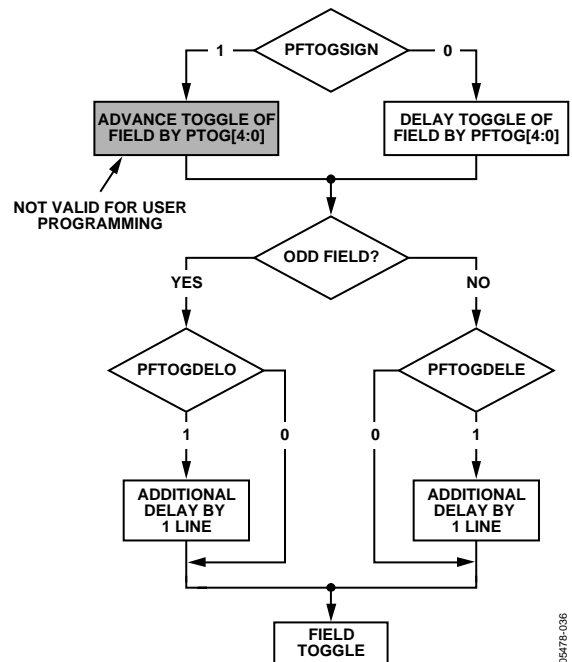 PFTOGSIGN
1
0
ADVANCE TOGGLE OF
FIELD BY PTOG[4:0]
DELAY TOGGLE OF
FIELD BY PFTOG[4:0]
NOT VALID FOR USER
PROGRAMMING
ODD FIELD?
YES
NO
PFTOGDELO
PFTOGDELE
1
0
0
1
ADDITIONAL
DELAY BY
1 LINE
ADDITIONAL
DELAY BY
1 LINE
FIELD
TOGGLE
05478-036